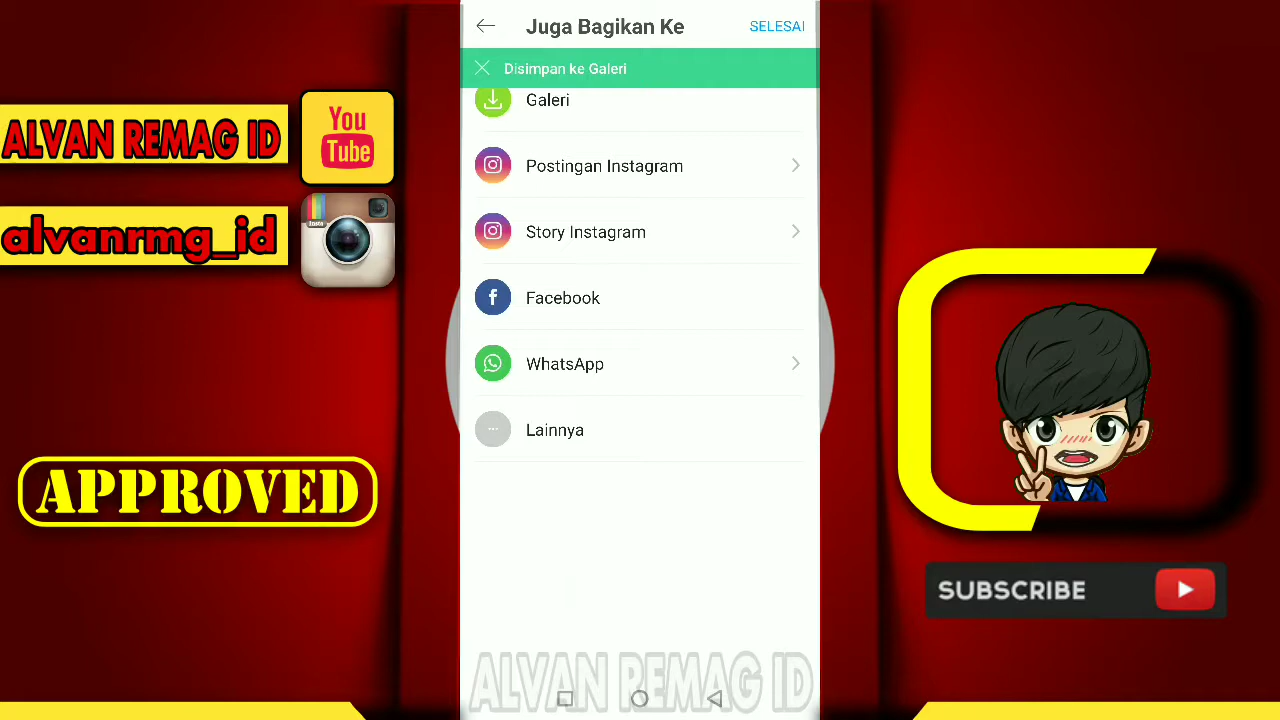 ALVAN REMAG ID
You
Tube
alvanrmg_id
Insta
APPROVED
Juga Bagikan Ke
SELESAI
Disimpan ke Galeri
Galeri
Postingan Instagram
Story Instagram
Facebook
WhatsApp
Lainnya
ALVAN REMAG ID
SUBSCRIBE